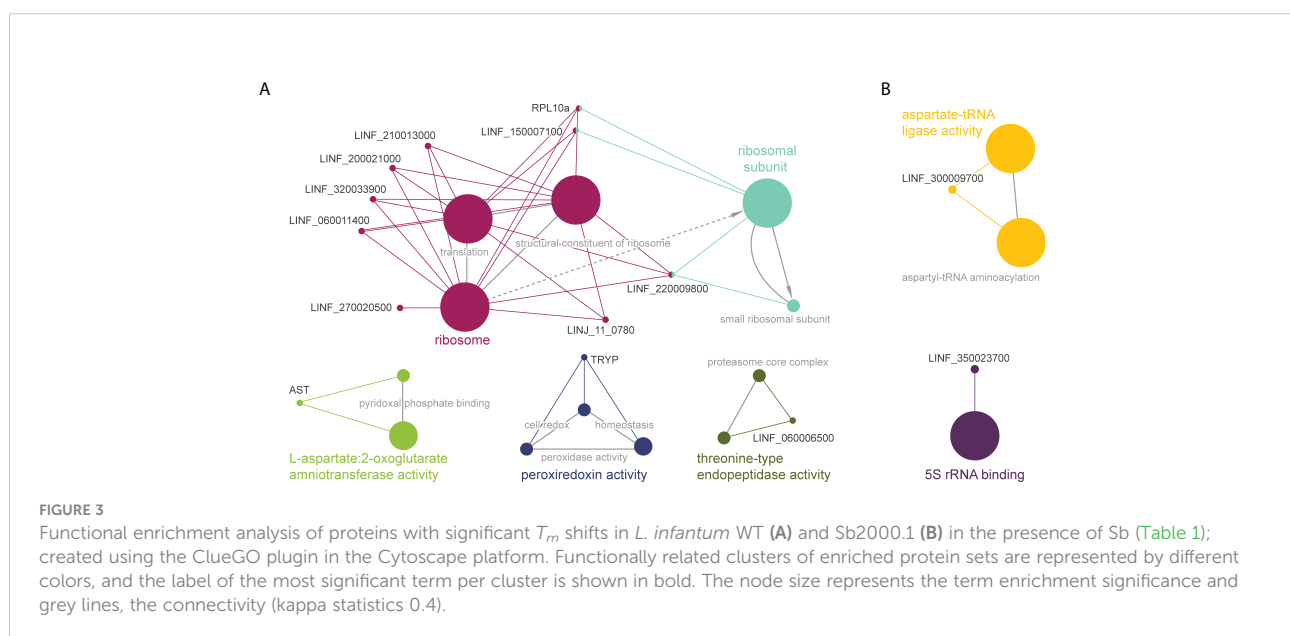 A
B
RPL10a
LINF_150007100
LINF_210013000
LINF_200021000
LINF_320033900
LINF_060011400
translation
structural constituent of ribosome
ribosomal
subunit
LINF_220009800
small ribosomal subunit
LINF_270020500
ribosome
LINJ_11_0780
aspartate-tRNA
ligase activity
LINF_300009700
aspartyl-tRNA aminoacylation
AST
pyridoxal phosphate binding
L-aspartate:2-oxoglutarate
amniotransferase activity
TRYP
cell redox
homeostasis
peroxidase activity
peroxiredoxin activity
proteasome core complex
LINF_060006500
threonine-type
endopeptidase activity
LINF_350023700
5S rRNA binding
FIGURE 3
Functional enrichment analysis of proteins with significant Tm shifts in L. infantum WT (A) and Sb2000.1 (B) in the presence of Sb (Table 1);
created using the ClueGO plugin in the Cytoscape platform. Functionally related clusters of enriched protein sets are represented by different
colors, and the label of the most significant term per cluster is shown in bold. The node size represents the term enrichment significance and
grey lines, the connectivity (kappa statistics 0.4).